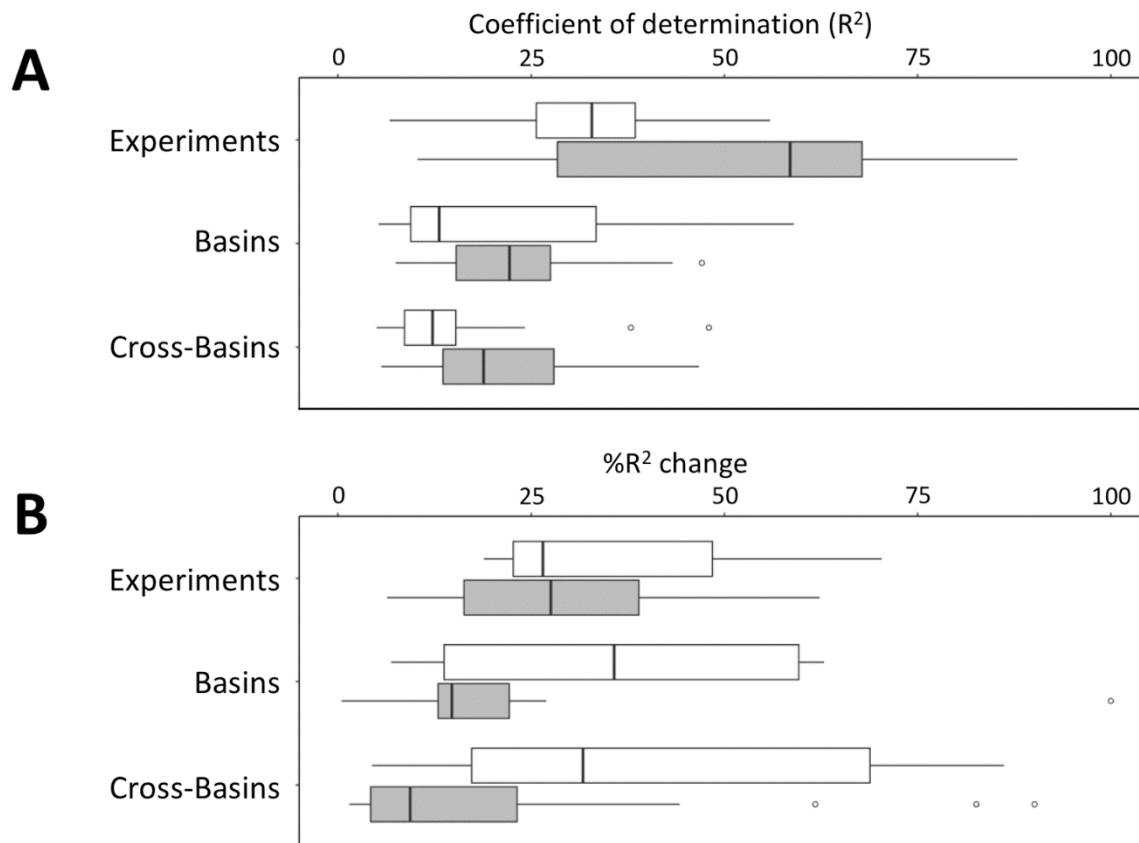 Coefficient of determination (R²)
A
0 25 50 75 100
Experiments
Basins
Cross-Basins
%R² change
B
0 25 50 75 100
Experiments
Basins
Cross-Basins